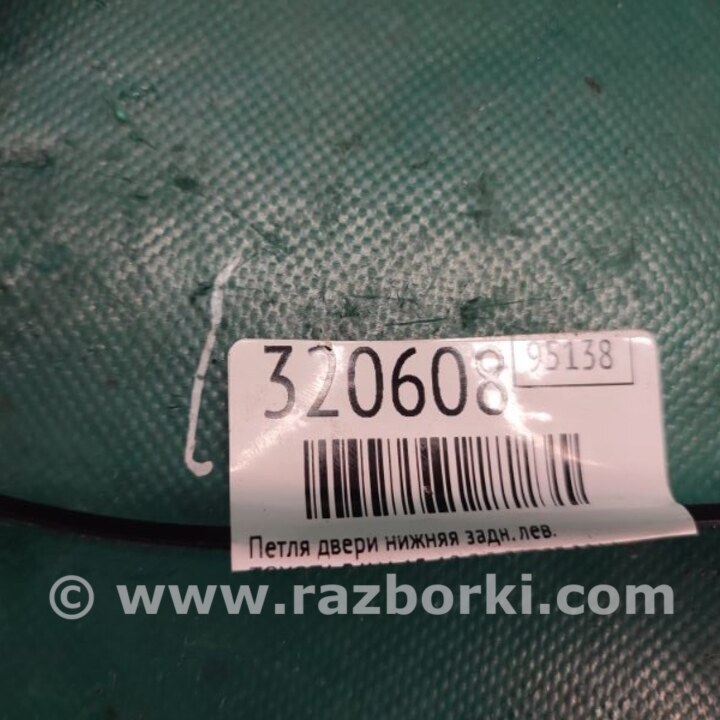 320608
95138
Петля двери нижняя задн. лев.
© www.razborki.com